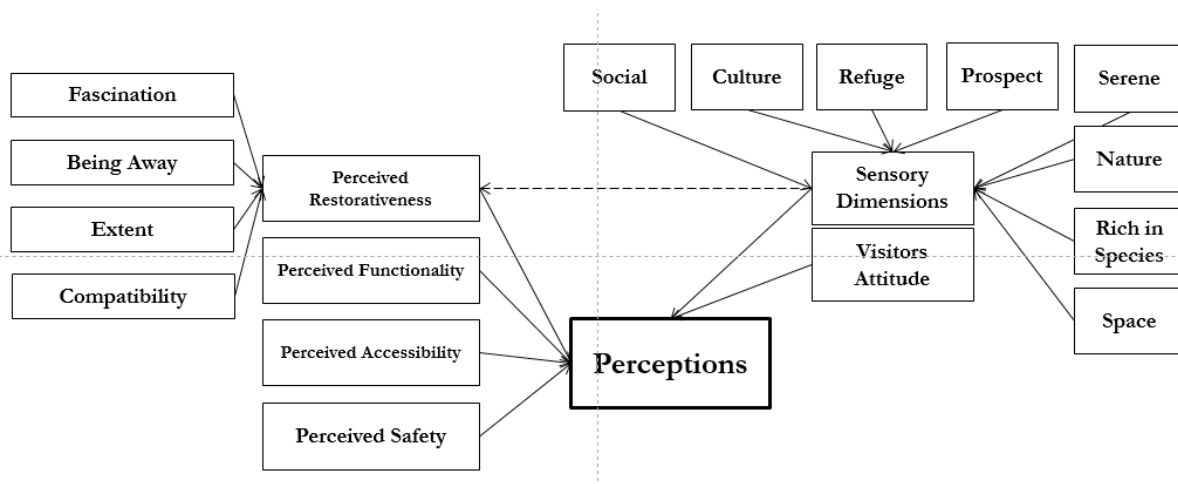 Social
Culture
Refuge
Prospect
Serene
Fascination
Being Away
Extent
Compatibility
Perceived
Restorativeness
Perceived Functionality
Perceived Accessibility
Perceived Safety
Sensory
Dimensions
Visitors
Attitude
Nature
Rich in
Species
Space
Perceptions